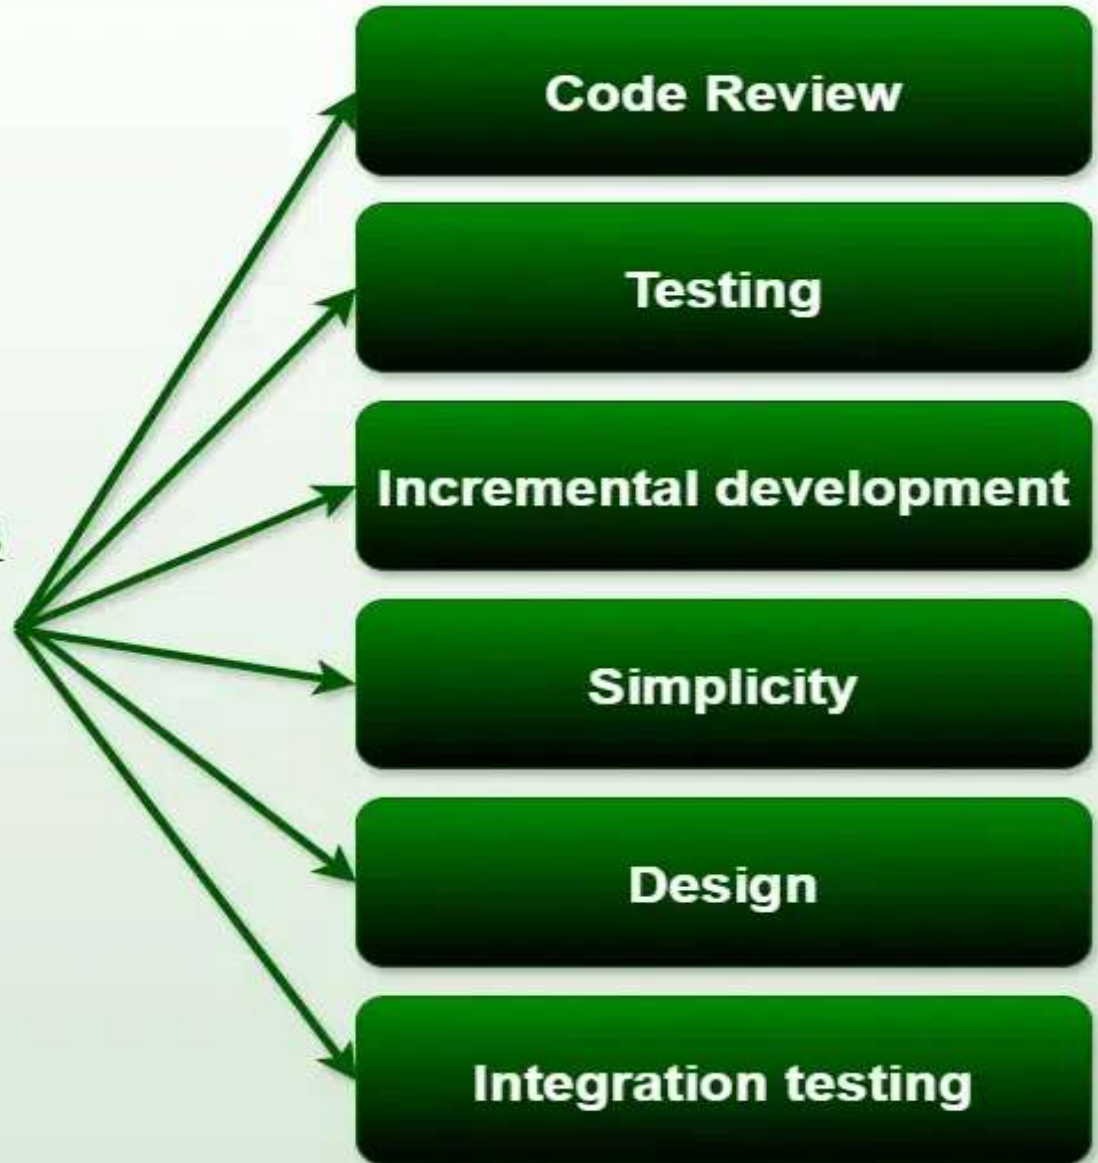 Code Review
Testing
Incremental development
Simplicity
Design
Integration testing